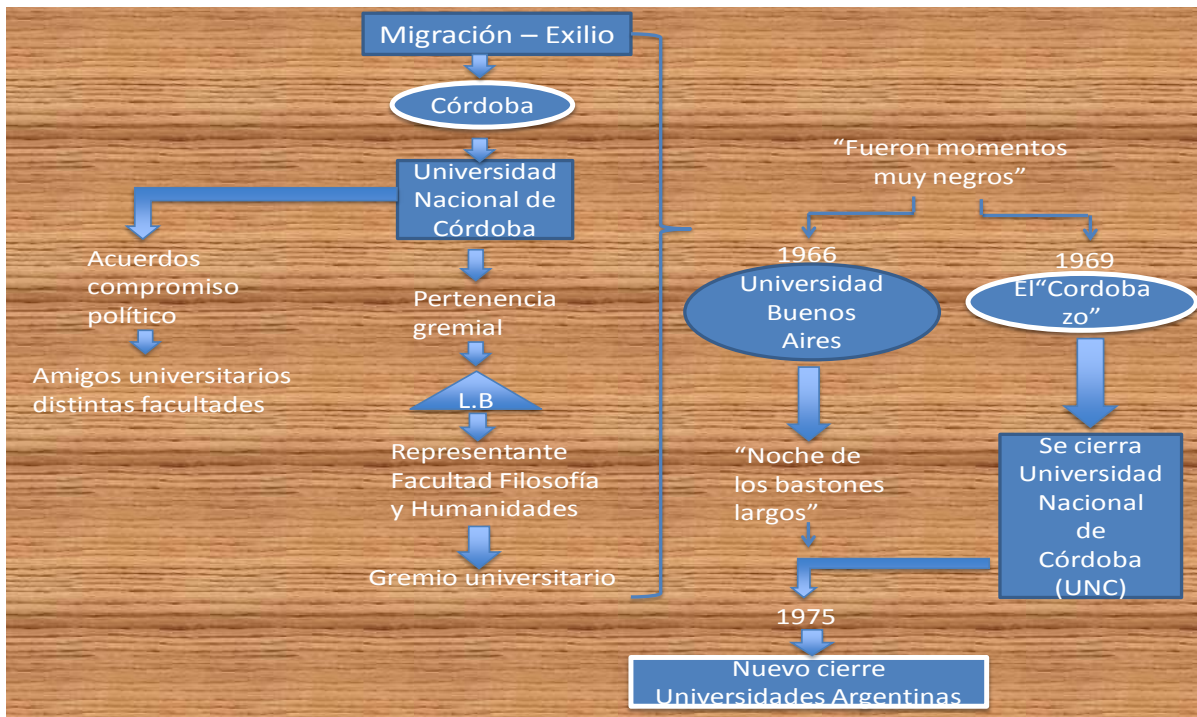 Migración – Exilio
Córdoba
Universidad
Nacional de
Córdoba
Acuerdos
compromiso
político
Amigos universitarios
distintas facultades
Pertenencia
gremial
L.B
Representante
Facultad Filosofía
y Humanidades
Gremio universitario
“Fueron momentos
muy negros”
1966
Universidad
Buenos
Aires
“Noche de
los bastones
largos”
1969
El“Cordoba
zo”
Se cierra
Universidad
Nacional
de
Córdoba
(UNC)
1975
Nuevo cierre
Universidades Argentinas